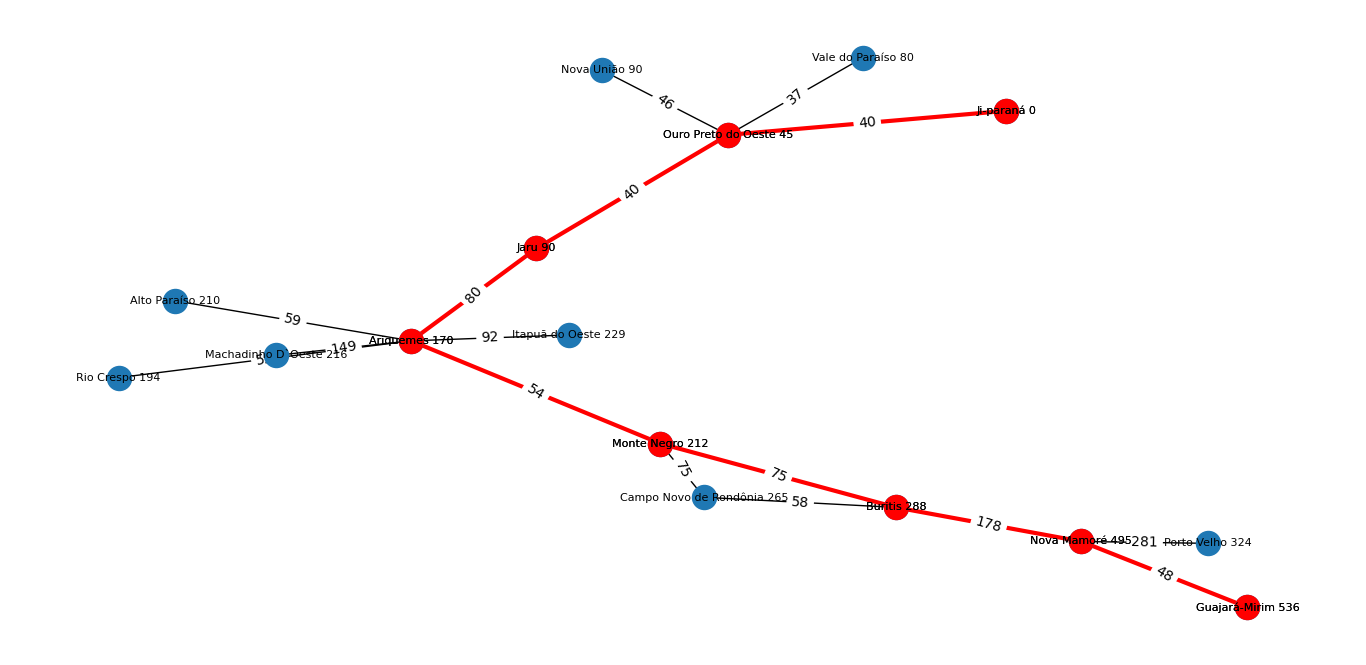 Vale do Paraíso 80
Nova União 90
46
37
Ji-paraná 0
40
Ouro Preto do Oeste 45
40
Jaru 90
80
Alto Paraíso 210
59
Ariquemes 170
92
Itapuã do Oeste 229
149
Machadinho D Oeste 216
Rio Crespo 194
54
Monte Negro 212
75
75
Campo Novo de Rondônia 265
58
Buritis 288
178
Nova Mamoré 495
281
Porto Velho 324
48
Guajará-Mirim 536